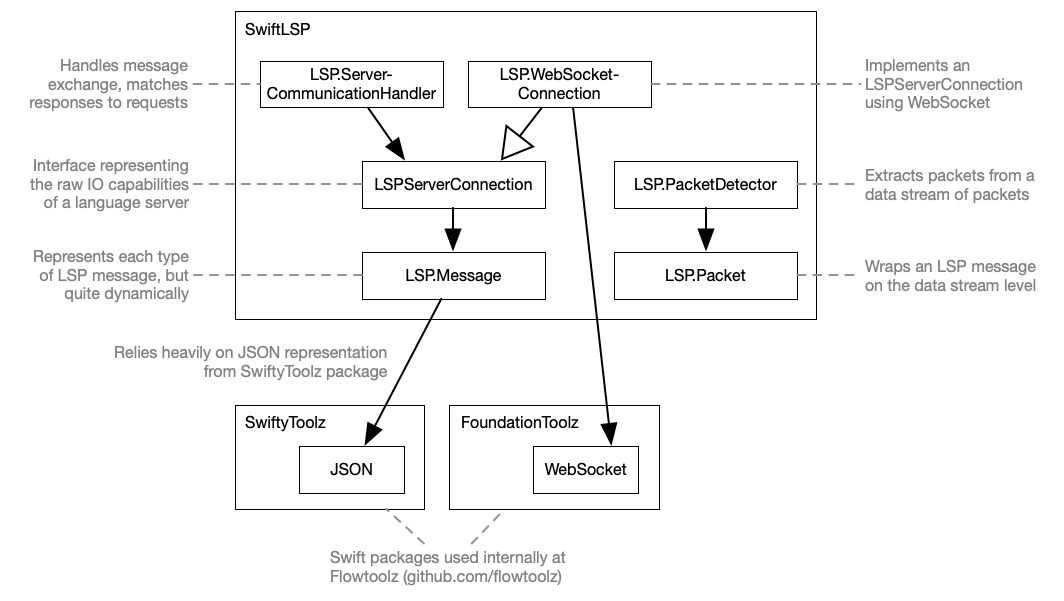 SwiftLSP
Handles message
exchange, matches
responses to requests
LSP.Server-
CommunicationHandler
LSP.WebSocket-
Connection
Implements an
LSPServerConnection
using WebSocket
Interface representing
the raw IO capabilities
of a language server
LSPServerConnection
LSP.PacketDetector
Extracts packets from a
data stream of packets
Represents each type
of LSP message, but
quite dynamically
LSP.Message
LSP.Packet
Wraps an LSP message
on the data stream level
Relies heavily on JSON representation
from SwiftyToolz package
SwiftyToolz
JSON
FoundationToolz
WebSocket
Swift packages used internally at
Flowtoolz (github.com/flowtoolz)